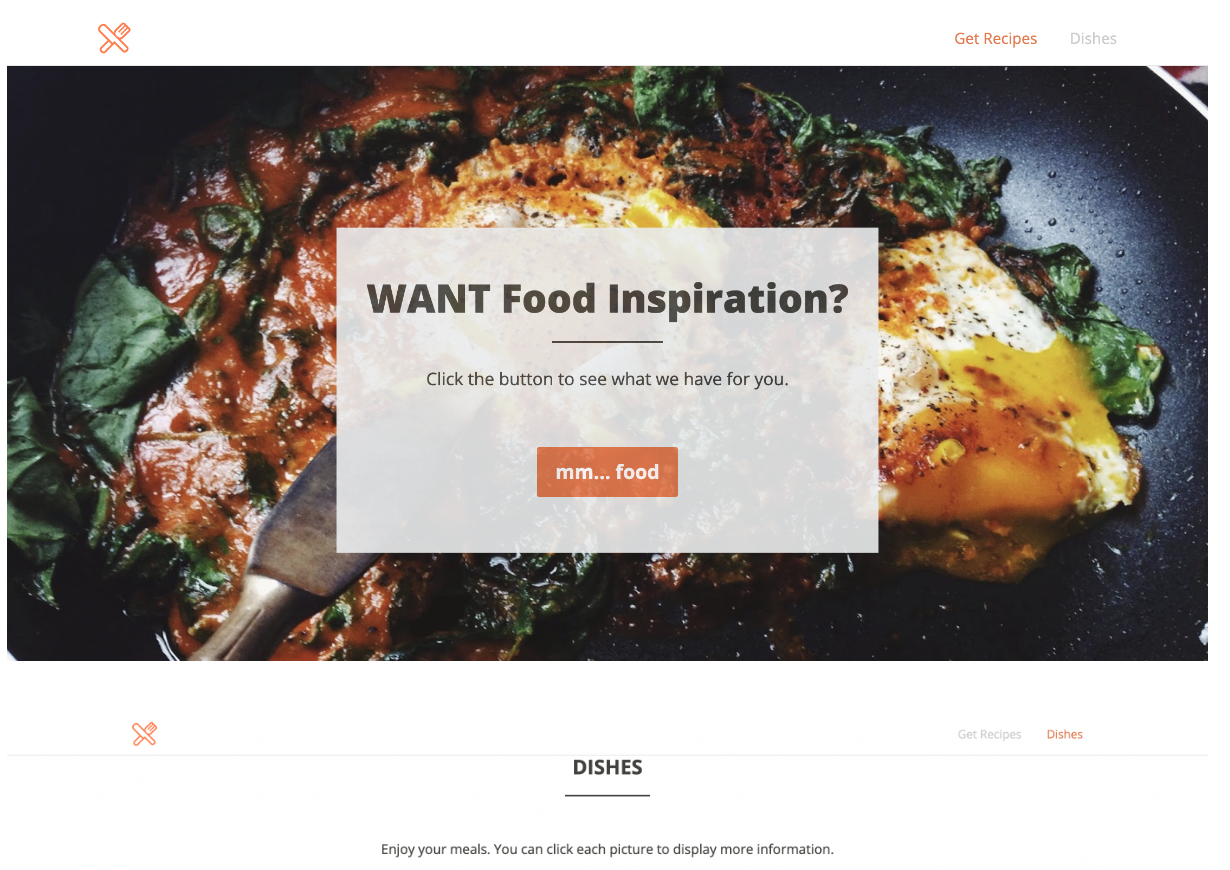 Get Recipes Dishes
WANT Food Inspiration?
Click the button to see what we have for you.
mm... food
Get Recipes Dishes
DISHES
Enjoy your meals. You can click each picture to display more information.